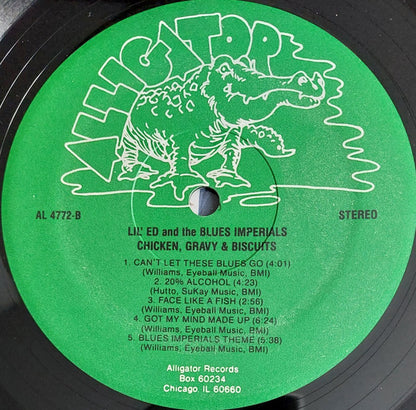 ALLIGATOR
AL 4772-B
STEREO
LIL' ED and the BLUES IMPERIALS
CHICKEN, GRAVY & BISCUITS
1. CAN'T LET THESE BLUES GO (4:01)
(Williams, Eyeball Music, BMI)
2. 20% ALCOHOL (4:23)
(Hutto, SuKay Music, BMI)
3. FACE LIKE A FISH (2:56)
(Williams, Eyeball Music, BMI)
4. GOT MY MIND MADE UP (6:24)
(Williams, Eyeball Music, BMI)
5. BLUES IMPERIALS THEME (5:38)
(Williams, Eyeball Music, BMI)
Alligator Records
Box 60234
Chicago, IL 60660